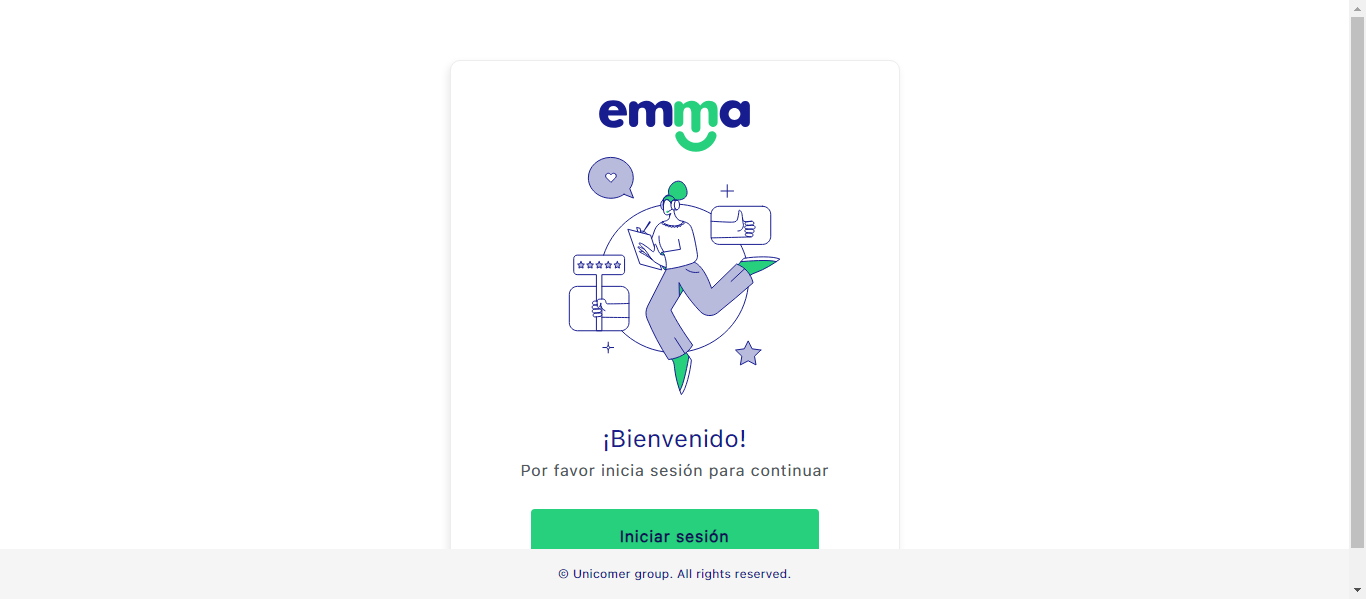 emma
¡Bienvenido!
Por favor inicia sesión para continuar
Iniciar sesión
© Unicomer group. All rights reserved.